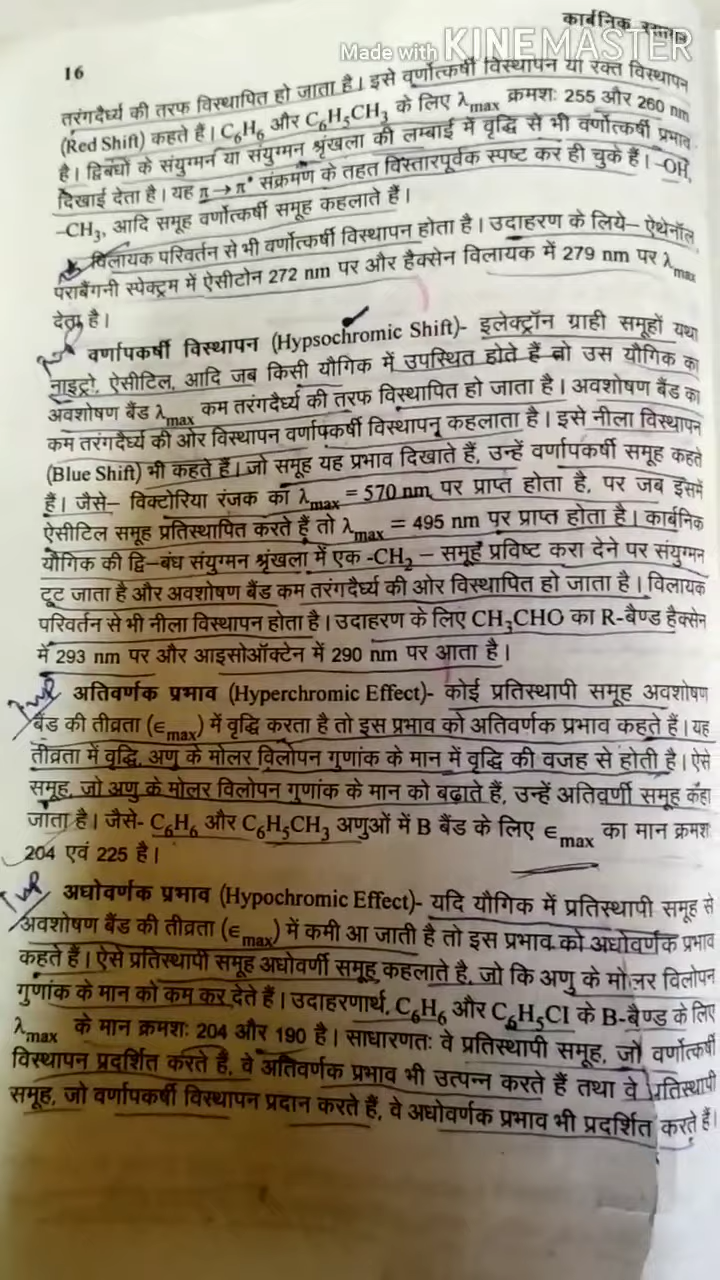 कार्बनिक रसायन
Made with KINEMASTER
16
तरंगदैर्ध्य की तरफ विस्थापित हो जाता है। इसे वर्णोत्कर्षी विस्थापन या रक्त विस्थापन
(Red Shift) कहते हैं। C₆H₆ और C₆H₅CH₃ के लिए λmax क्रमशः 255 और 260 nm
है। द्विबंधों के संयुग्मन या संयुग्मन श्रृंखला की लम्बाई में वृद्धि से भी वर्णोत्कर्षी प्रभाव
दिखाई देता है। यह π→π* संक्रमण के तहत विस्तारपूर्वक स्पष्ट कर ही चुके हैं। –OH,
–CH₃, आदि समूह वर्णोत्कर्षी समूह कहलाते हैं।
विलायक परिवर्तन से भी वर्णोत्कर्षी विस्थापन होता है। उदाहरण के लिये– ऐथेनॉल
पराबैंगनी स्पेक्ट्रम में ऐसीटोन 272 nm पर और हैक्सेन विलायक में 279 nm पर λmax
देता है।
Imp वर्णापकर्षी विस्थापन (Hypsochromic Shift)- इलेक्ट्रॉन ग्राही समूहों यथा
नाइट्रो, ऐसीटिल, आदि जब किसी यौगिक में उपस्थित होते हैं तो उस यौगिक का
अवशोषण बैंड λmax कम तरंगदैर्ध्य की तरफ विस्थापित हो जाता है। अवशोषण बैंड का
कम तरंगदैर्ध्य की ओर विस्थापन वर्णापकर्षी विस्थापन कहलाता है। इसे नीला विस्थापन
(Blue Shift) भी कहते हैं। जो समूह यह प्रभाव दिखाते हैं, उन्हें वर्णापकर्षी समूह कहते
हैं। जैसे– विक्टोरिया रंजक का λmax = 570 nm पर प्राप्त होता है, पर जब इसमें
ऐसीटिल समूह प्रतिस्थापित करते हैं तो λmax = 495 nm पर प्राप्त होता है। कार्बनिक
यौगिक की द्वि–बंध संयुग्मन श्रृंखला में एक -CH₂ – समूह प्रविष्ट करा देने पर संयुग्मन
टूट जाता है और अवशोषण बैंड कम तरंगदैर्ध्य की ओर विस्थापित हो जाता है। विलायक
परिवर्तन से भी नीला विस्थापन होता है। उदाहरण के लिए CH₃CHO का R-बैण्ड हैक्सेन
में 293 nm पर और आइसोऑक्टेन में 290 nm पर आता है।
Imp अतिवर्णक प्रभाव (Hyperchromic Effect)- कोई प्रतिस्थापी समूह अवशोषण
बैंड की तीव्रता (∈max) में वृद्धि करता है तो इस प्रभाव को अतिवर्णक प्रभाव कहते हैं। यह
तीव्रता में वृद्धि, अणु के मोलर विलोपन गुणांक के मान में वृद्धि की वजह से होती है। ऐसे
समूह, जो अणु के मोलर विलोपन गुणांक के मान को बढ़ाते हैं, उन्हें अतिवर्णी समूह कहा
जाता है। जैसे- C₆H₆ और C₆H₅CH₃ अणुओं में B बैंड के लिए ∈max का मान क्रमशः
204 एवं 225 है।
Imp अधोवर्णक प्रभाव (Hypochromic Effect)- यदि यौगिक में प्रतिस्थापी समूह से
अवशोषण बैंड की तीव्रता (∈max) में कमी आ जाती है तो इस प्रभाव को अधोवर्णक प्रभाव
कहते हैं। ऐसे प्रतिस्थापी समूह अधोवर्णी समूह कहलाते है, जो कि अणु के मोलर विलोपन
गुणांक के मान को कम कर देते हैं। उदाहरणार्थ, C₆H₆ और C₆H₅Cl के B-बैण्ड के लिए
λmax के मान क्रमशः 204 और 190 है। साधारणतः वे प्रतिस्थापी समूह, जो वर्णोत्कर्षी
विस्थापन प्रदर्शित करते हैं, वे अतिवर्णक प्रभाव भी उत्पन्न करते हैं तथा वे प्रतिस्थापी
समूह, जो वर्णापकर्षी विस्थापन प्रदान करते हैं, वे अधोवर्णक प्रभाव भी प्रदर्शित करते हैं।